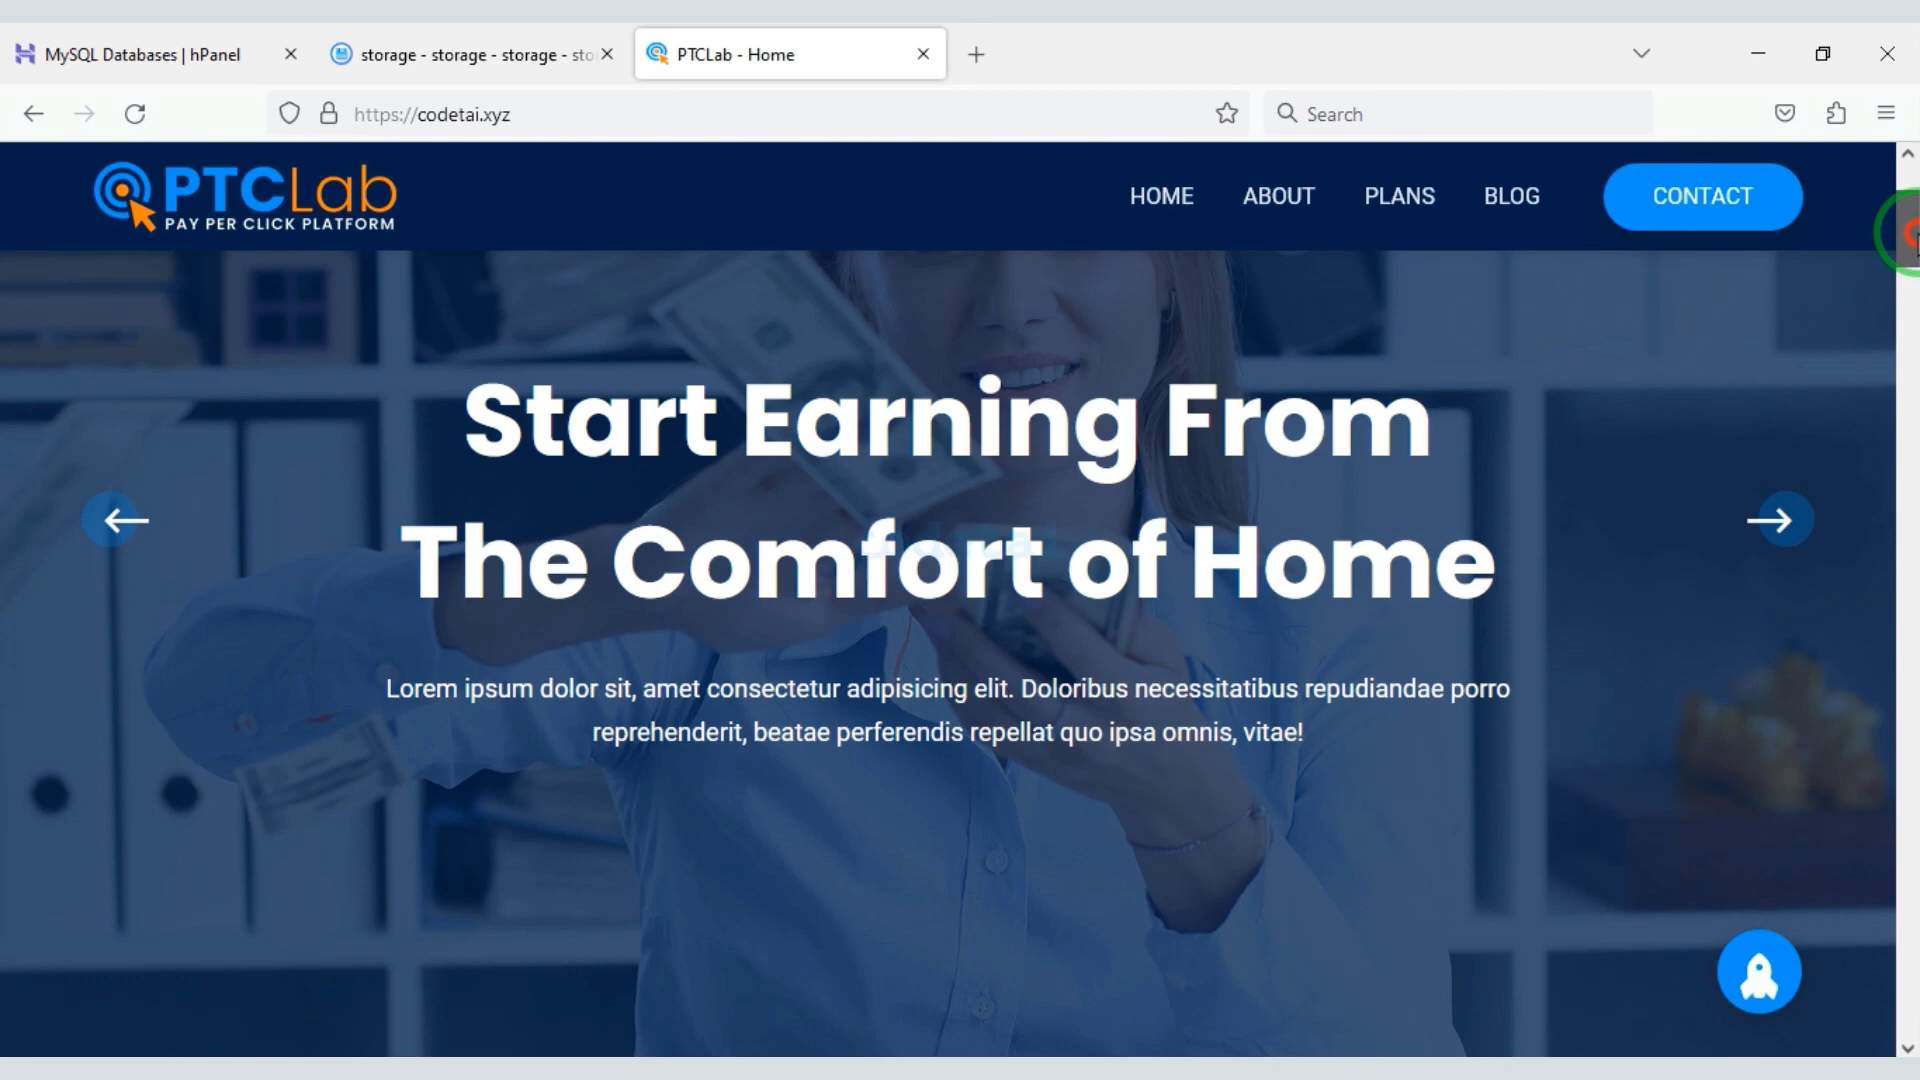 MySQL Databases | hPanel
storage - storage - storage - sto
PTCLab - Home
https://codetai.xyz
Search
PTCLab
PAY PER CLICK PLATFORM
HOME
ABOUT
PLANS
BLOG
CONTACT
Start Earning From
The Comfort of Home
Lorem ipsum dolor sit, amet consectetur adipisicing elit. Doloribus necessitatibus repudiandae porro
reprehenderit, beatae perferendis repellat quo ipsa omnis, vitae!